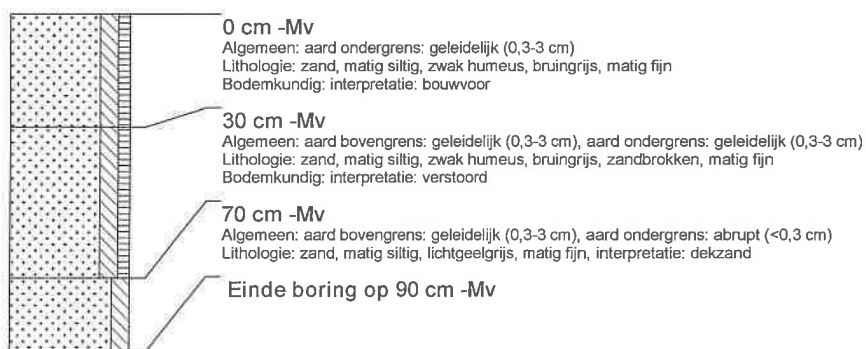 0 cm -Mv
Algemeen: aard ondergrens: geleidelijk (0,3-3 cm)
Lithologie: zand, matig siltig, zwak humeus, bruingrijs, matig fijn
Bodemkundig: interpretatie: bouwvoor
30 cm -Mv
Algemeen: aard bovengrens: geleidelijk (0,3-3 cm), aard ondergrens: geleidelijk (0,3-3 cm)
Lithologie: zand, matig siltig, zwak humeus, bruingrijs, zandbrokken, matig fijn
Bodemkundig: interpretatie: verstoord
70 cm -Mv
Algemeen: aard bovengrens: geleidelijk (0,3-3 cm), aard ondergrens: abrupt (<0,3 cm)
Lithologie: zand, matig siltig, lichtgeelgrijs, matig fijn, interpretatie: dekzand
Einde boring op 90 cm -Mv